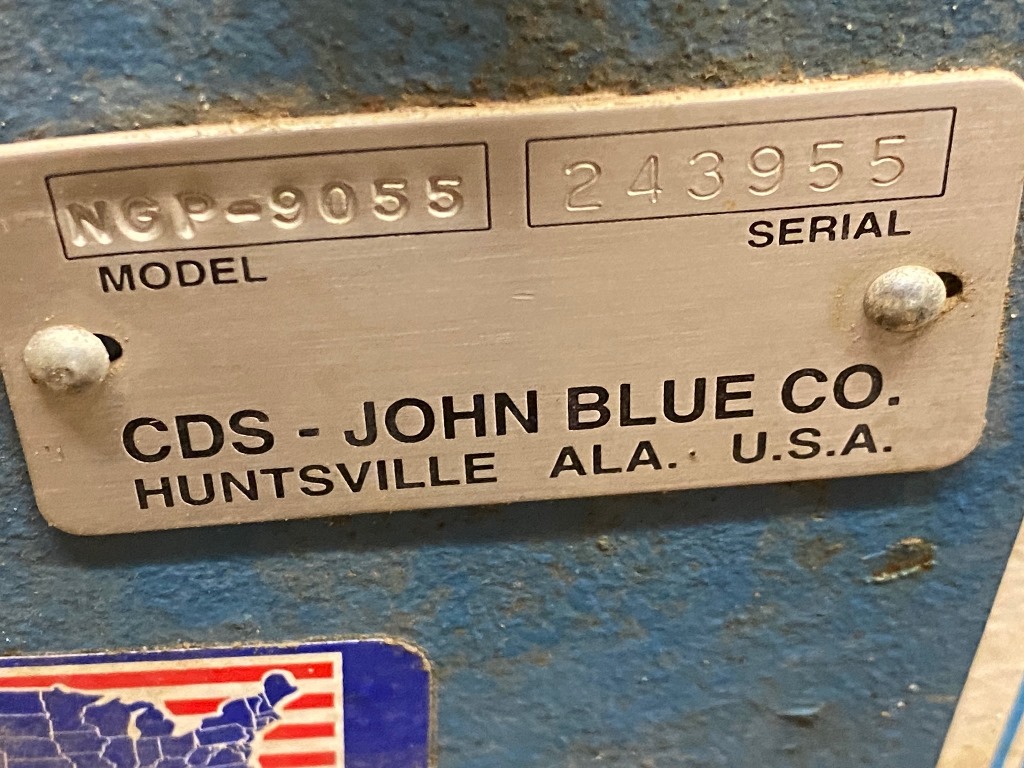 NGP-9055 243955
MODEL SERIAL
CDS - JOHN BLUE CO.
HUNTSVILLE ALA. U.S.A.